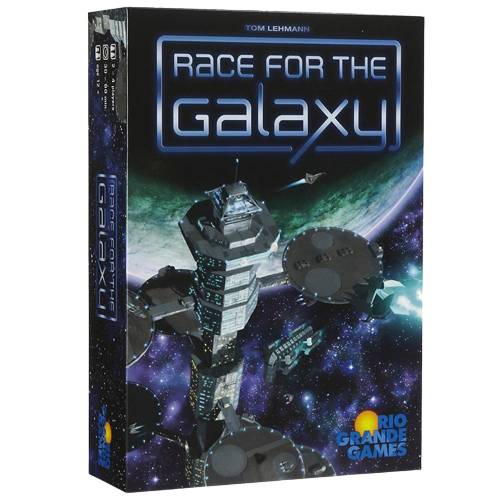 TOM LEHMANN
RACE FOR THE
GALAXY
RIO
GRANDE
GAMES
2 - 4 players
30 - 60 min.
age 12 +
RACE FOR THE
GALAXY
RIO
GRANDE
GAMES